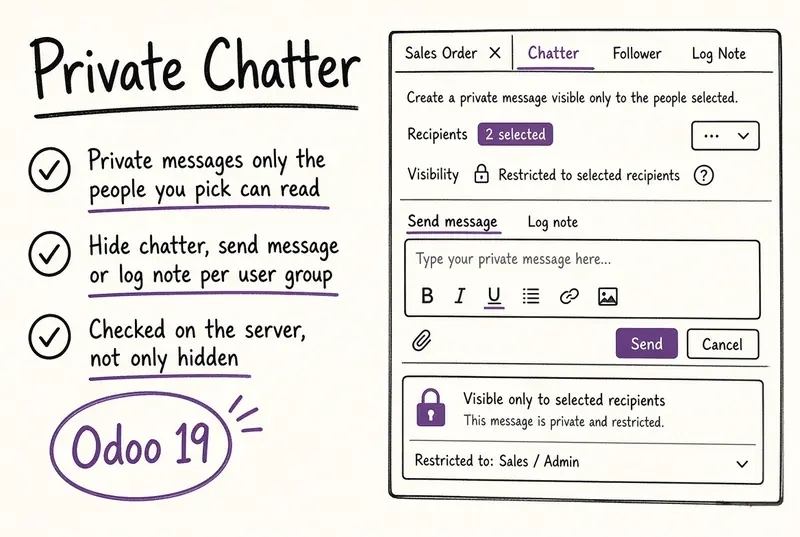 Private Chatter
Private messages only the
people you pick can read
Hide chatter, send message
or log note per user group
Checked on the server,
not only hidden
Odoo 19
Sales Order ✕ Chatter Follower Log Note
Create a private message visible only to the people selected.
Recipients 2 selected ...
Visibility Restricted to selected recipients ?
Send message Log note
Type your private message here...
B I U
Send Cancel
Visible only to selected recipients
This message is private and restricted.
Restricted to: Sales / Admin